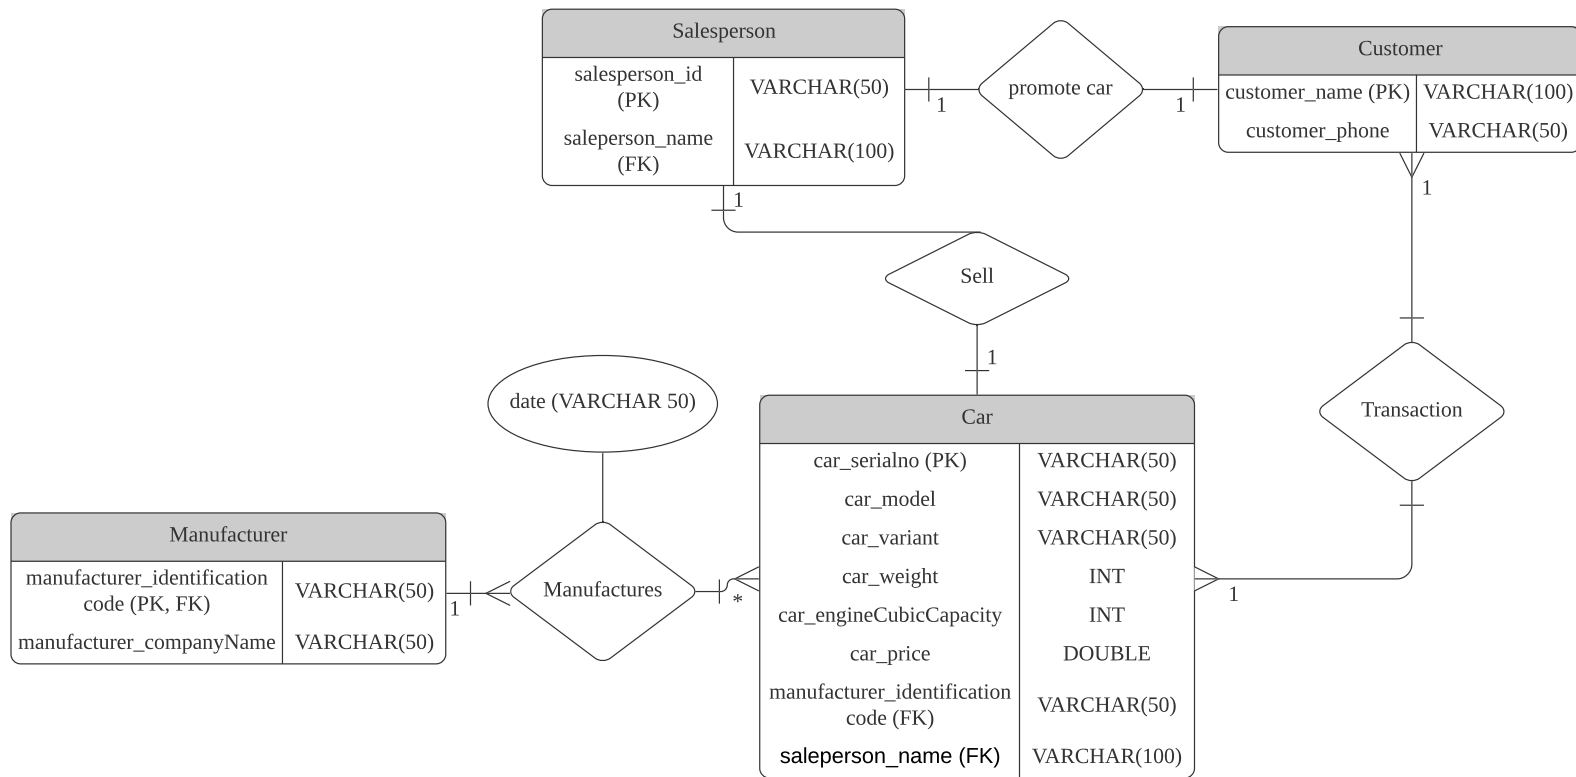 Salesperson
salesperson_id
(PK)
VARCHAR(50)
saleperson_name
(FK)
VARCHAR(100)
1
promote car
1
Customer
customer_name (PK)
VARCHAR(100)
customer_phone
VARCHAR(50)
1
1
Sell
1
Transaction
1
date (VARCHAR 50)
Manufacturer
manufacturer_identification
code (PK, FK)
VARCHAR(50)
manufacturer_companyName
VARCHAR(50)
1
Manufactures
*
Car
car_serialno (PK)
VARCHAR(50)
car_model
VARCHAR(50)
car_variant
VARCHAR(50)
car_weight
INT
car_engineCubicCapacity
INT
car_price
DOUBLE
manufacturer_identification
code (FK)
VARCHAR(50)
saleperson_name (FK)
VARCHAR(100)